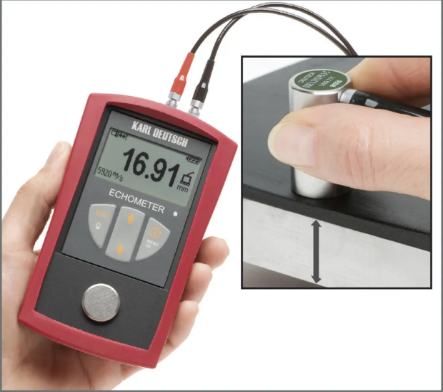 KARL DEUTSCH
16.91
mm
5920 m/s
ECHOMETER